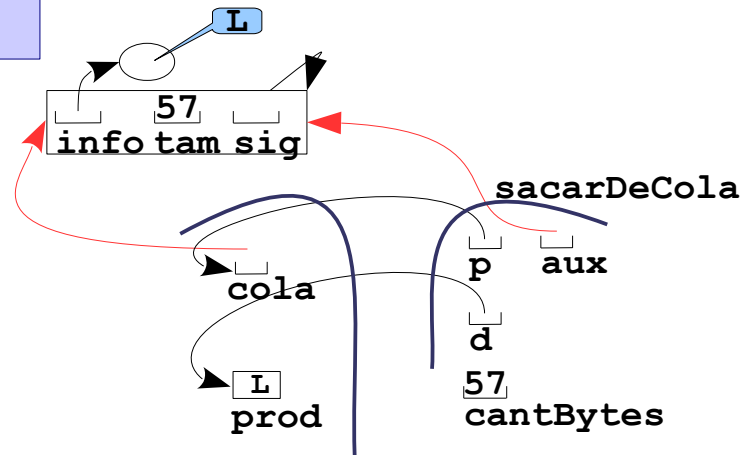 L
57
info tam sig
sacarDeCola
p aux
cola
d
L
57
prod
cantBytes